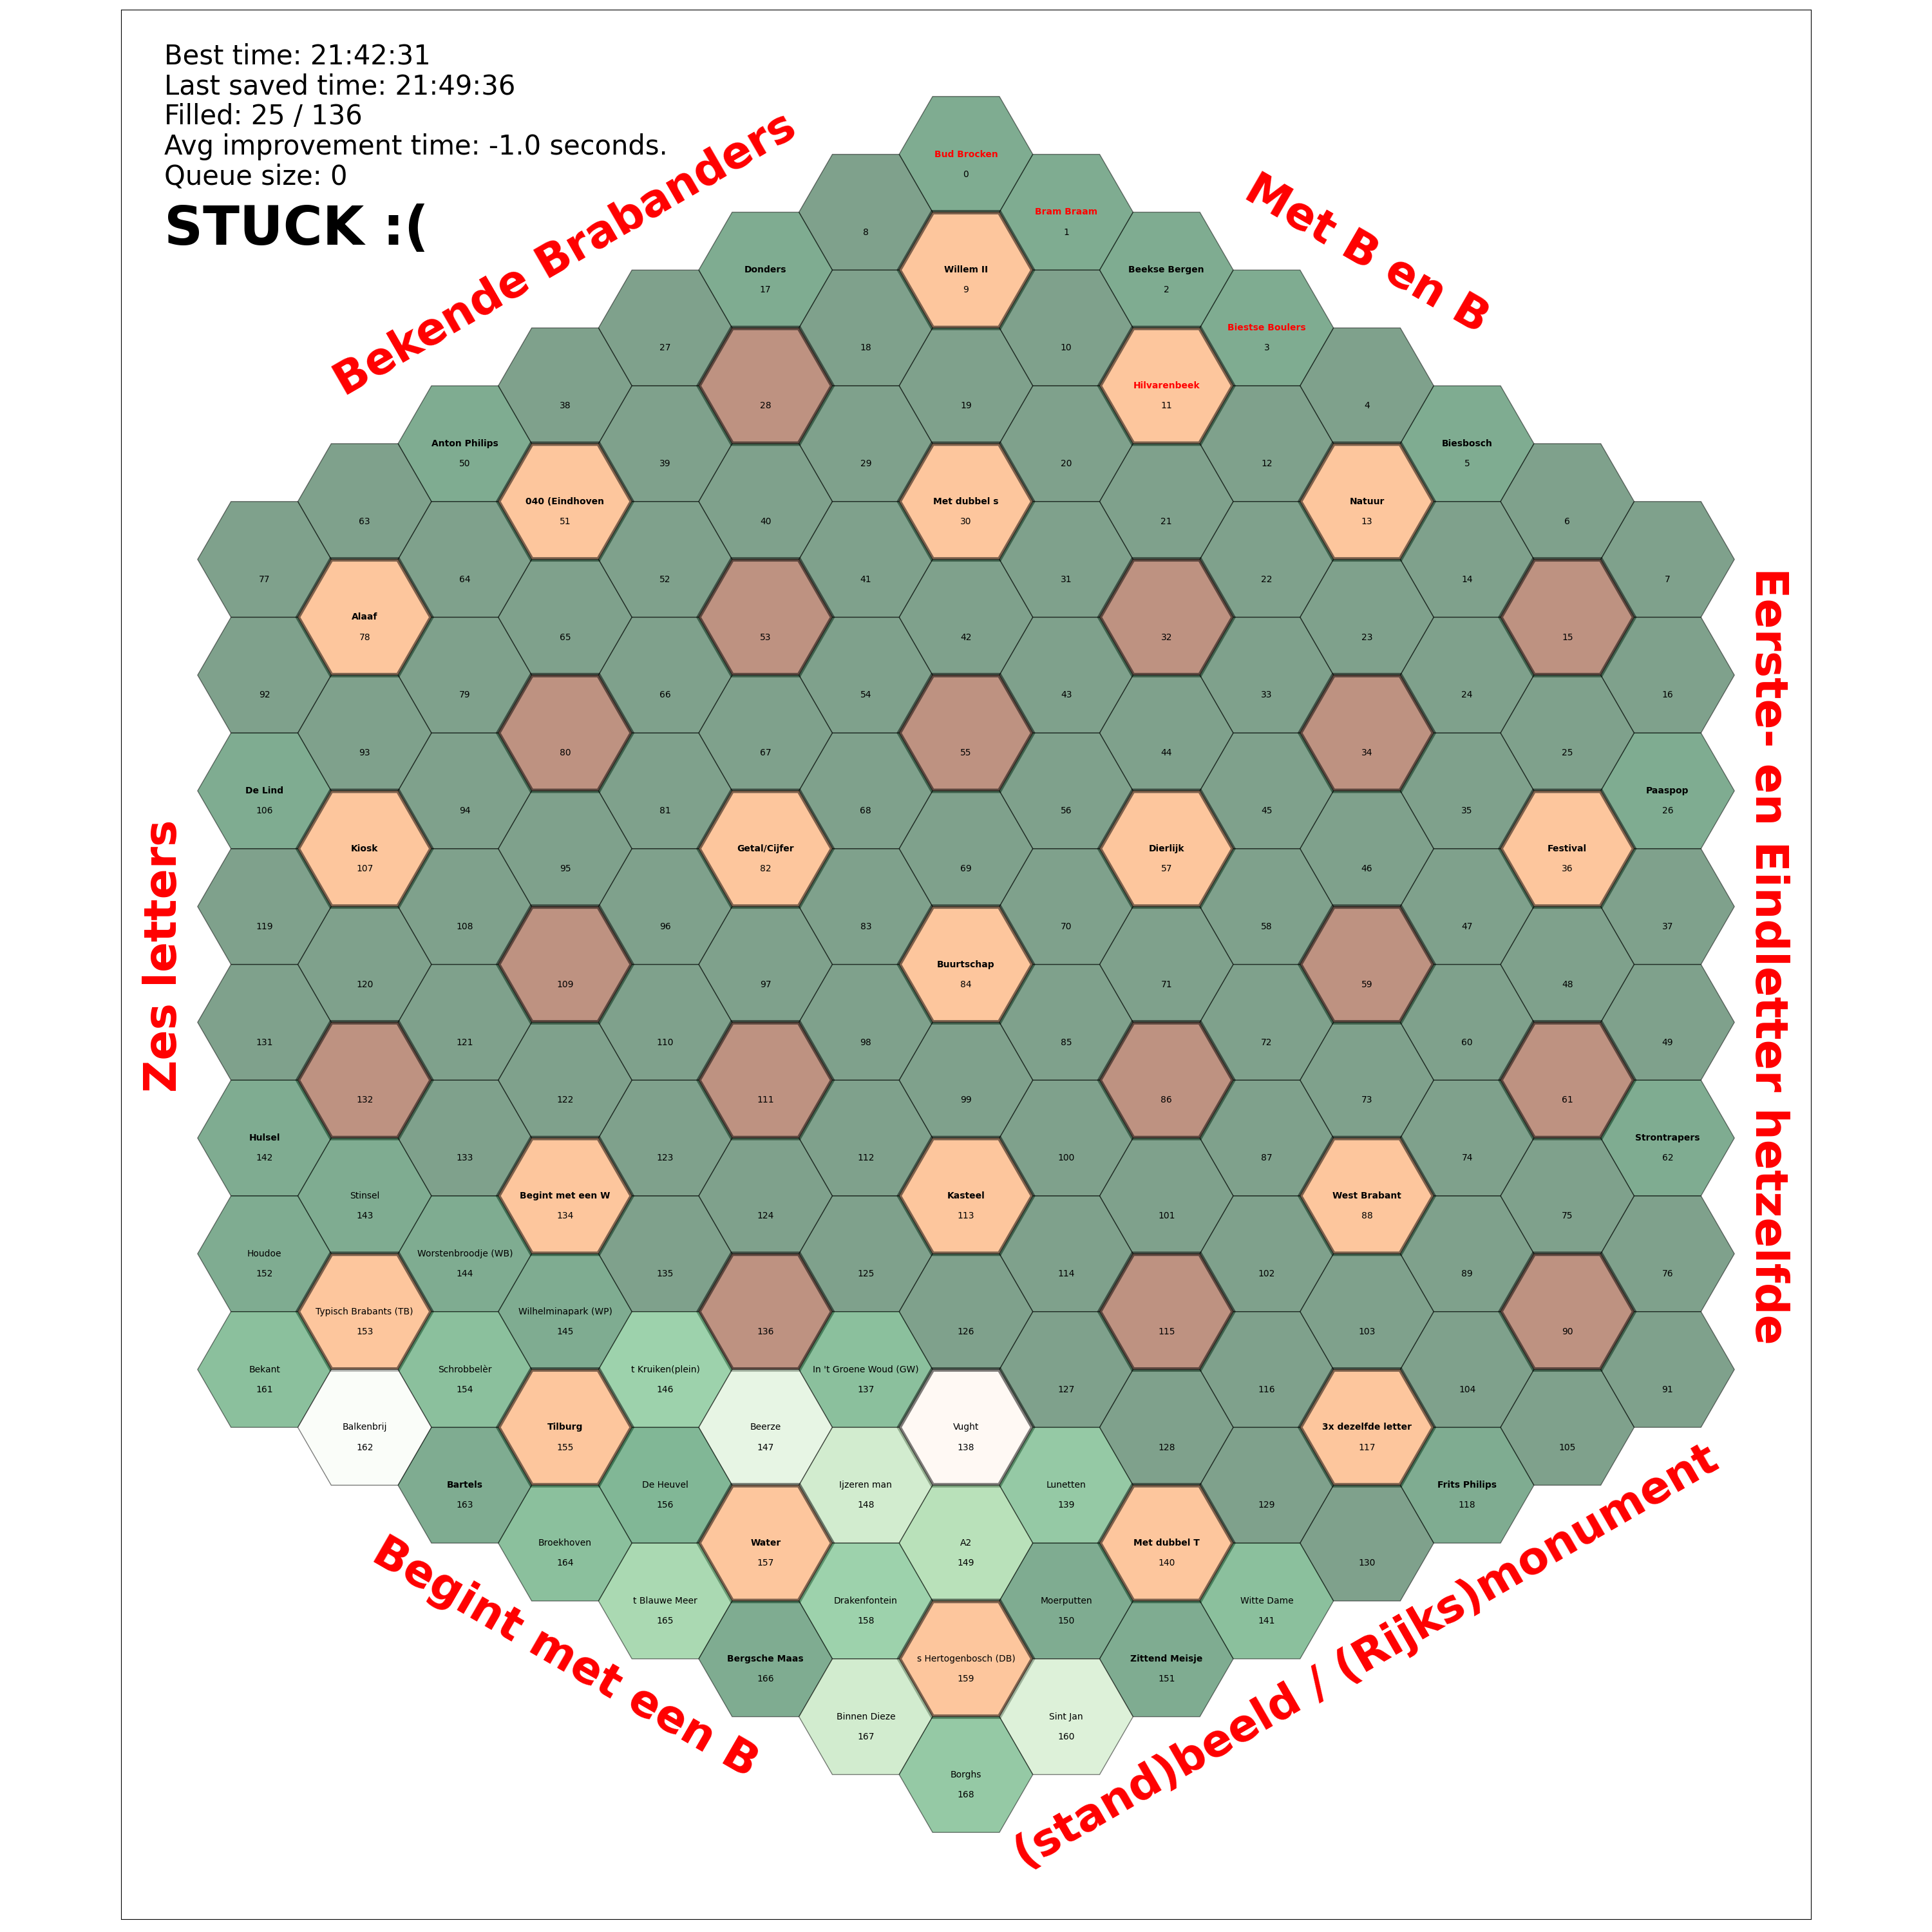 Best time: 21:42:31
Last saved time: 21:49:36
Filled: 25 / 136
Avg improvement time: -1.0 seconds.
Queue size: 0
STUCK :(
Bekende Brabanders
Met B en B
Eerste- en Eindletter hetzelfde
(stand)beeld / (Rijks)monument
Begint met een B
Zes letters
Bud Brocken
0
Bram Braam
1
8
Donders
17
Willem II
9
Beekse Bergen
2
Biestse Boulers
3
27
18
10
Hilvarenbeek
11
4
38
28
19
12
Biesbosch
5
Anton Philips
50
39
29
20
040 (Eindhoven
51
Met dubbel s
30
Natuur
13
63
40
21
6
77
64
52
41
31
22
14
7
Alaaf
78
65
53
42
32
23
15
92
79
66
54
43
33
24
16
93
80
67
55
44
34
25
De Lind
106
94
81
68
56
45
35
Paaspop
26
Kiosk
107
95
Getal/Cijfer
82
69
Dierlijk
57
46
Festival
36
119
108
96
83
70
58
47
37
120
109
97
Buurtschap
84
71
59
48
131
121
110
98
85
72
60
49
132
122
111
99
86
73
61
Hulsel
142
133
123
112
100
87
74
Strontrapers
62
Stinsel
143
Begint met een W
134
124
Kasteel
113
101
West Brabant
88
75
Houdoe
152
Worstenbroodje (WB)
144
135
125
114
102
89
76
Typisch Brabants (TB)
153
Wilhelminapark (WP)
145
136
126
115
103
90
Bekant
161
Schrobbelèr
154
t Kruiken(plein)
146
In 't Groene Woud (GW)
137
127
116
104
91
Balkenbrij
162
Tilburg
155
Beerze
147
Vught
138
128
3x dezelfde letter
117
105
Bartels
163
De Heuvel
156
Ijzeren man
148
Lunetten
139
129
Frits Philips
118
Broekhoven
164
Water
157
A2
149
Met dubbel T
140
130
t Blauwe Meer
165
Drakenfontein
158
Moerputten
150
Witte Dame
141
Bergsche Maas
166
s Hertogenbosch (DB)
159
Zittend Meisje
151
Binnen Dieze
167
Sint Jan
160
Borghs
168